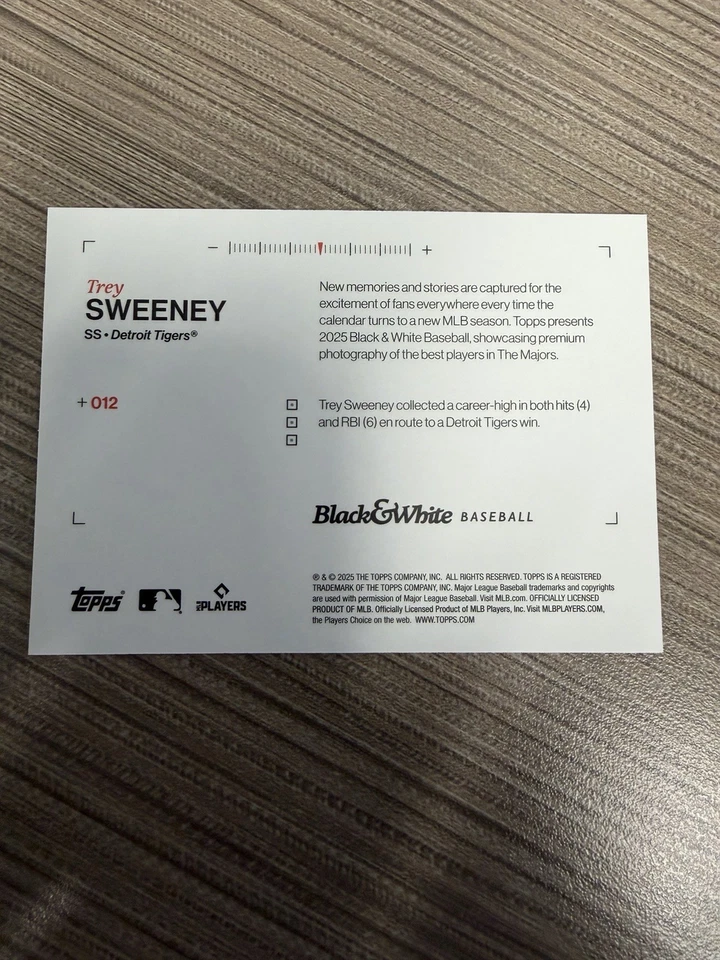 − +
Trey
SWEENEY
SS • Detroit Tigers®
New memories and stories are captured for the
excitement of fans everywhere every time the
calendar turns to a new MLB season. Topps presents
2025 Black & White Baseball, showcasing premium
photography of the best players in The Majors.
+ 012
Trey Sweeney collected a career-high in both hits (4)
and RBI (6) en route to a Detroit Tigers win.
Black&White BASEBALL
Topps® MLB PLAYERS
® & © 2025 THE TOPPS COMPANY, INC. ALL RIGHTS RESERVED. TOPPS IS A REGISTERED
TRADEMARK OF THE TOPPS COMPANY, INC. Major League Baseball trademarks and copyrights
are used with permission of Major League Baseball. Visit MLB.com. OFFICIALLY LICENSED
PRODUCT OF MLB. Officially Licensed Product of MLB Players, Inc. Visit MLBPLAYERS.COM,
the Players Choice on the web. WWW.TOPPS.COM